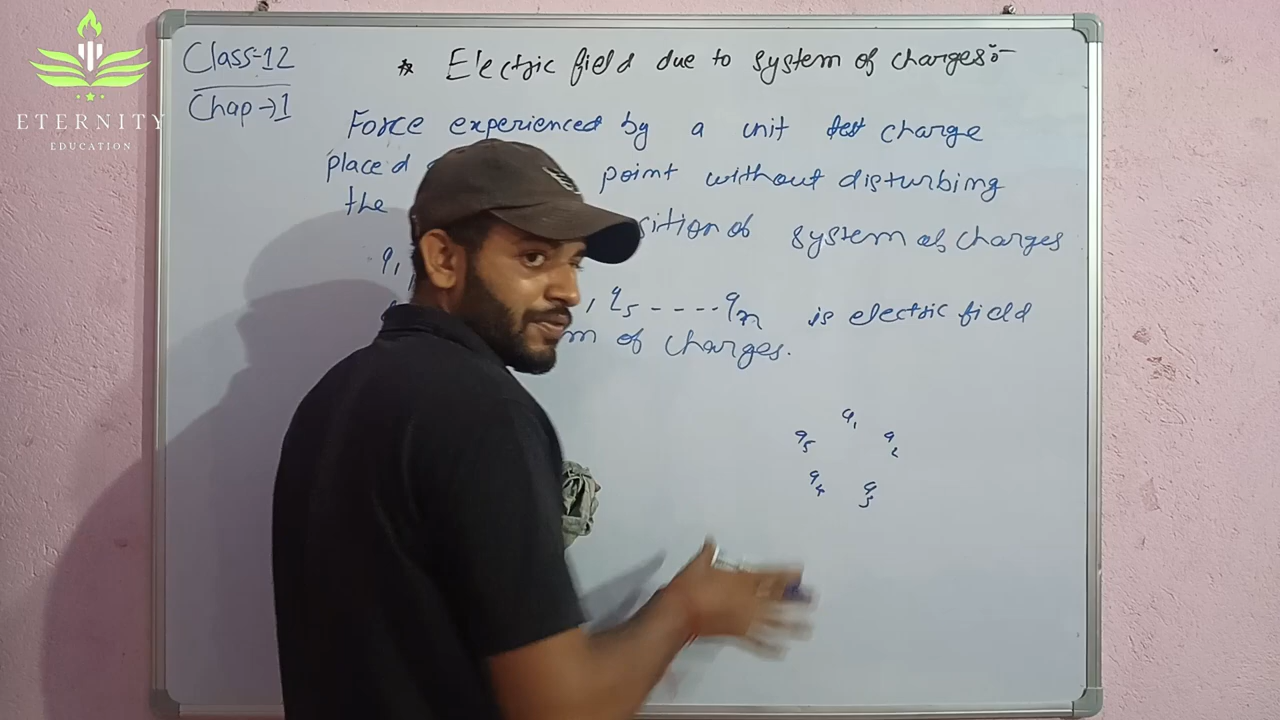 Class-12
Chap→1
ETERNITY
EDUCATION
* Electric field due to system of charges:-
Force experienced by a unit test charge
placed point without disturbing
the of system of charges
q1
, q5 ----qn is electric field
of charges.
q1
q5 q2
q4 q3